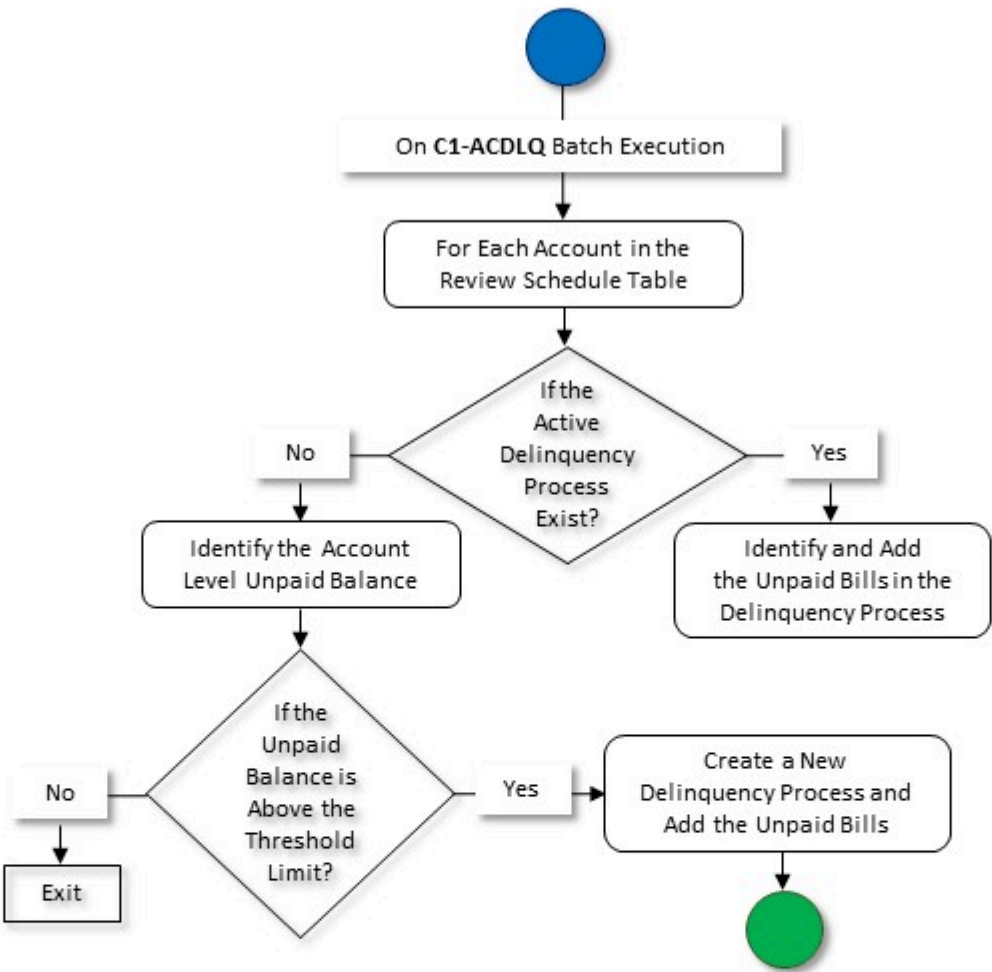 On C1-ACDLQ Batch Execution
For Each Account in the
Review Schedule Table
If the
Active
Delinquency
Process
Exist?
No
Yes
Identify the Account
Level Unpaid Balance
Identify and Add
the Unpaid Bills in the
Delinquency Process
If the
Unpaid
Balance is
Above the
Threshold
Limit?
No
Yes
Create a New
Delinquency Process and
Add the Unpaid Bills
Exit